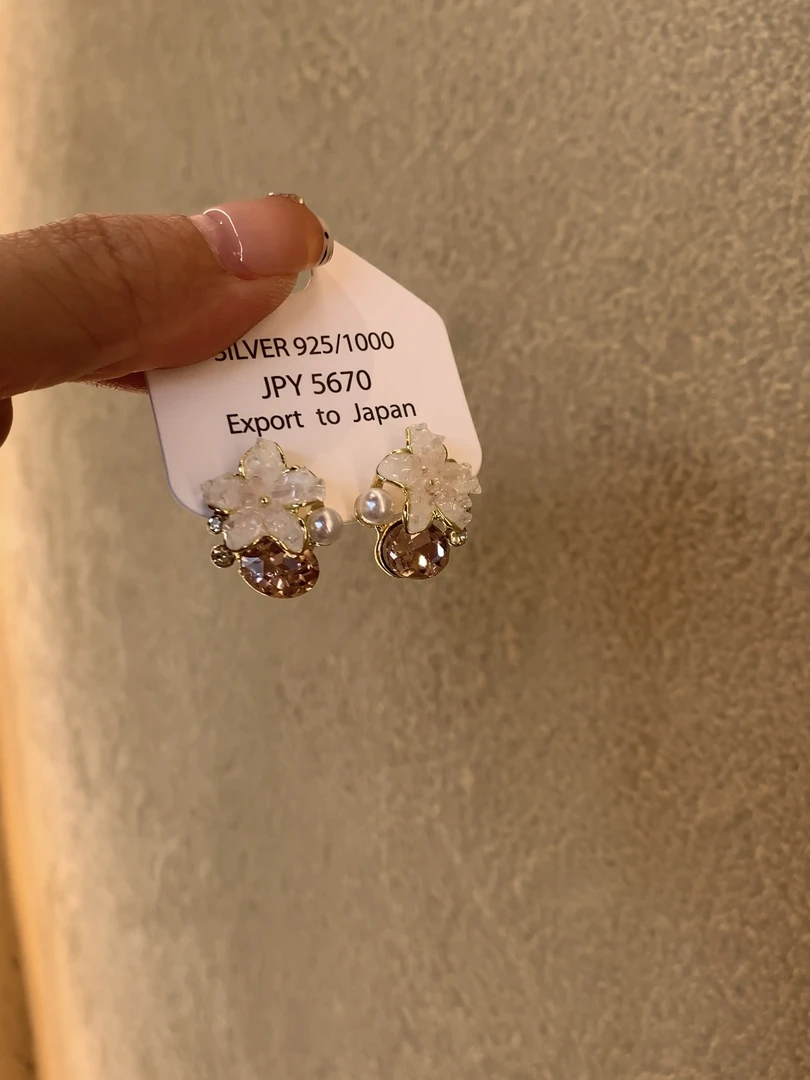 SILVER 925/1000
JPY 5670
Export to Japan